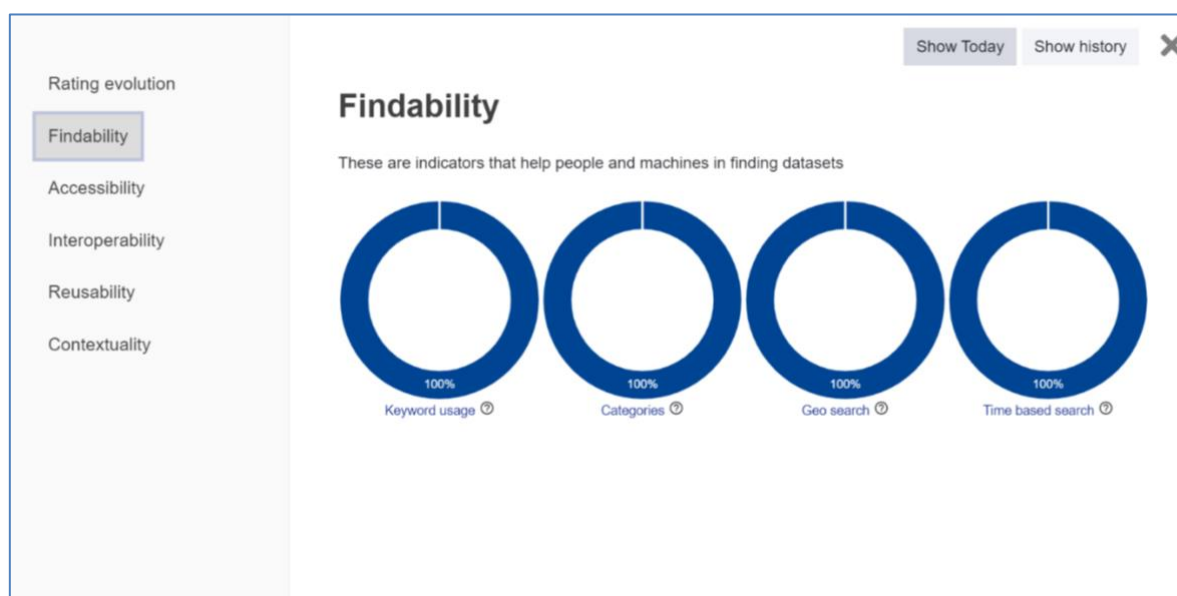 Show Today
Show history
Rating evolution
Findability
Accessibility
Interoperability
Reusability
Contextuality
Findability
These are indicators that help people and machines in finding datasets
100%
100%
100%
100%
Keyword usage ?
Categories ?
Geo search ?
Time based search ?